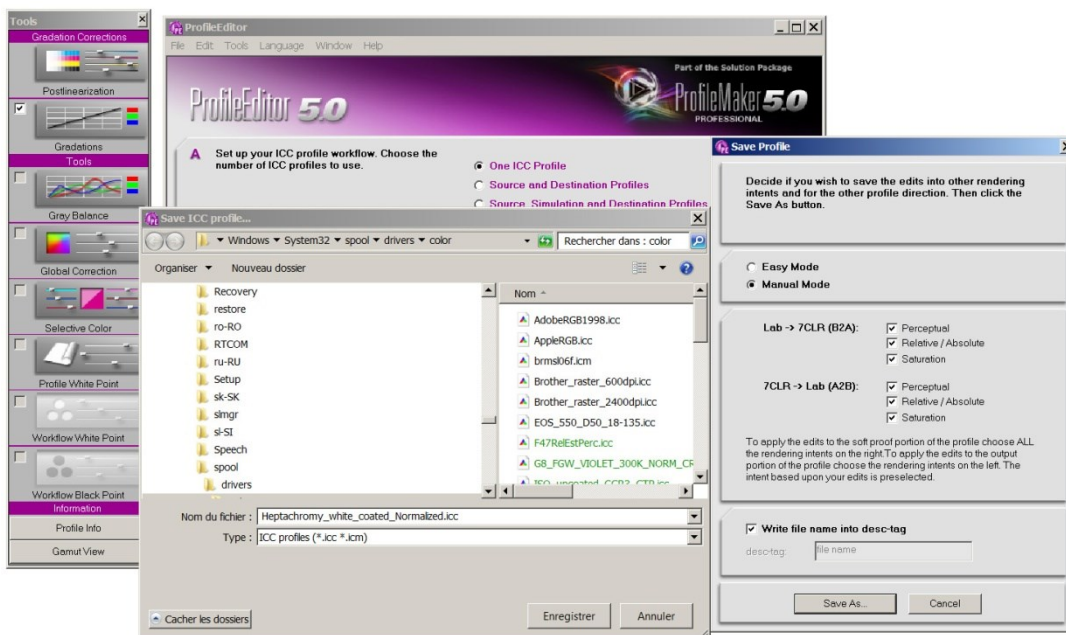 Tools
Gradation Corrections
Postlinearization
Gradations
Tools
Gray Balance
Global Correction
Selective Color
Profile White Point
Workflow White Point
Workflow Black Point
Information
Profile Info
Gamut View
ProfileEditor
File Edit Tools Language Window Help
Part of the Solution Package
ProfileEditor 5.0
ProfileMaker 5.0
PROFESSIONAL
A Set up your ICC profile workflow. Choose the
number of ICC profiles to use.
One ICC Profile
Source and Destination Profiles
Source, Simulation and Destination Profiles
Save ICC profile...
Windows System32 spool drivers color
Rechercher dans : color
Organiser Nouveau dossier
Recovery
restore
ro-RO
RTCOM
ru-RU
Setup
sk-SK
slmgr
sl-SI
Speech
spool
drivers
Nom
AdobeRGB1998.icc
AppleRGB.icc
brmsl06f.icm
Brother_raster_600dpi.icc
Brother_raster_2400dpi.icc
EOS_550_D50_18-135.icc
F47RelEstPerc.icc
G8_FGW_VIOLET_300K_NORM_CF
Nom du fichier : Heptachromy_white_coated_Normalized.icc
Type : ICC profiles (*.icc *.icm)
Cacher les dossiers
Enregistrer
Annuler
Save Profile
Decide if you wish to save the edits into other rendering
intents and for the other profile direction. Then click the
Save As button.
Easy Mode
Manual Mode
Lab -> 7CLR (B2A): Perceptual
Relative / Absolute
Saturation
7CLR -> Lab (A2B): Perceptual
Relative / Absolute
Saturation
To apply the edits to the soft proof portion of the profile choose ALL
the rendering intents on the right.To apply the edits to the output
portion of the profile choose the rendering intents on the left. The
intent based upon your edits is preselected.
Write file name into desc-tag
desc-tag: file name
Save As...
Cancel